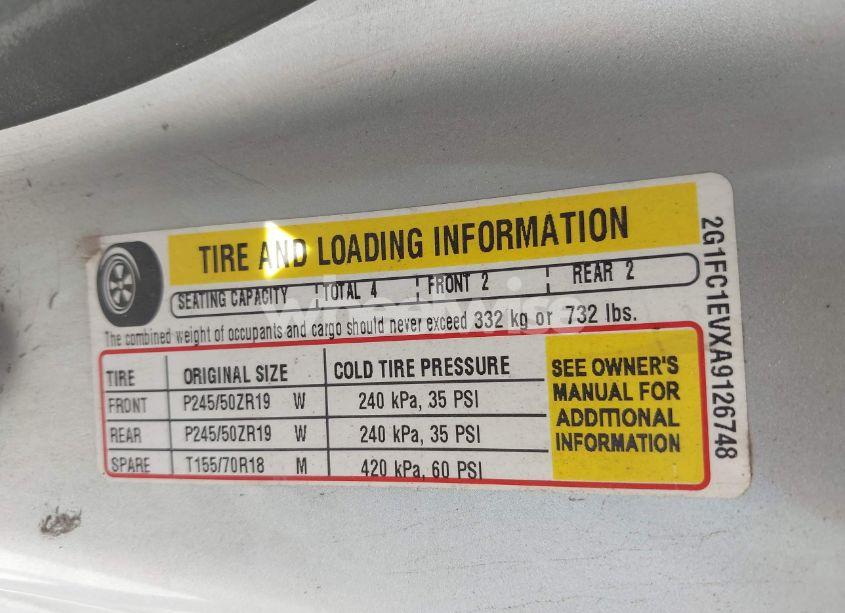 TIRE AND LOADING INFORMATION
SEATING CAPACITY TOTAL 4 FRONT 2 REAR 2
The combined weight of occupants and cargo should never exceed 332 kg or 732 lbs.
TIRE ORIGINAL SIZE COLD TIRE PRESSURE
FRONT P245/50ZR19 W 240 kPa, 35 PSI
REAR P245/50ZR19 W 240 kPa, 35 PSI
SPARE T155/70R18 M 420 kPa, 60 PSI
SEE OWNER'S
MANUAL FOR
ADDITIONAL
INFORMATION
2G1FC1EVXA9126748